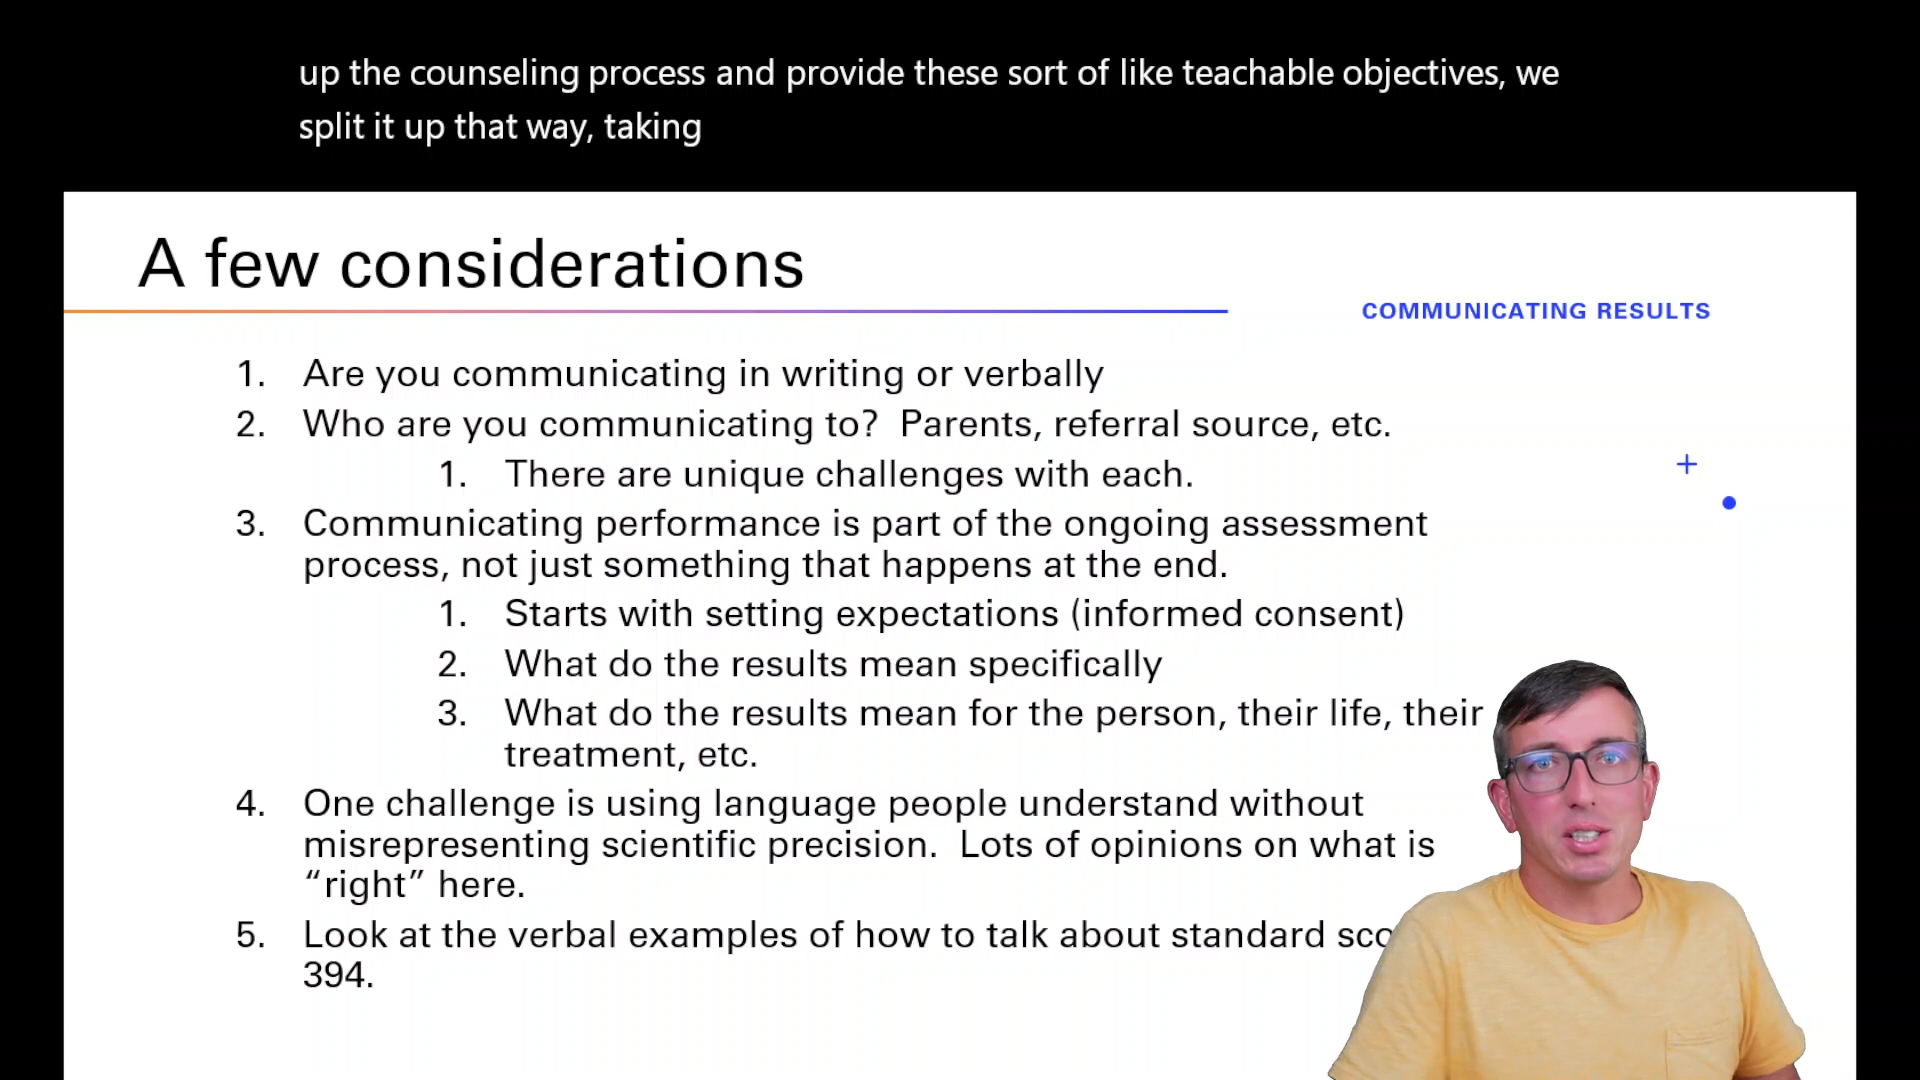 up the counseling process and provide these sort of like teachable objectives, we
split it up that way, taking
A few considerations
COMMUNICATING RESULTS
1. Are you communicating in writing or verbally
2. Who are you communicating to?  Parents, referral source, etc.
1. There are unique challenges with each.
3. Communicating performance is part of the ongoing assessment
process, not just something that happens at the end.
1. Starts with setting expectations (informed consent)
2. What do the results mean specifically
3. What do the results mean for the person, their life, their
treatment, etc.
4. One challenge is using language people understand without
misrepresenting scientific precision.  Lots of opinions on what is
“right” here.
5. Look at the verbal examples of how to talk about standard
394.